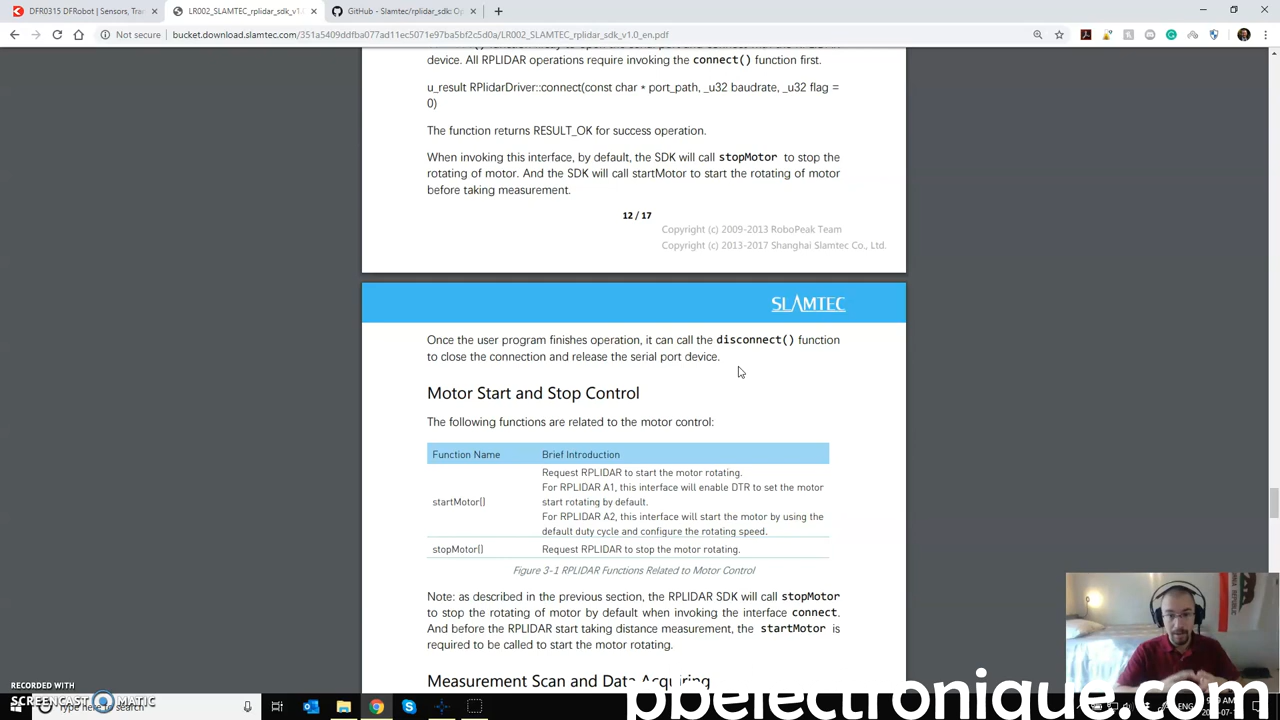 DFR0315 DFRobot | Sensors, Tra
LR002_SLAMTEC_rplidar_sdk_v1.
GitHub - Slamtec/rplidar_sdk: O
Not secure | bucket.download.slamtec.com/351a5409ddfba077ad11ec5071e97ba5bf2c5d0a/LR002_SLAMTEC_rplidar_sdk_v1.0_en.pdf
device. All RPLIDAR operations require invoking the connect() function first.
u_result RPlidarDriver::connect(const char * port_path, _u32 baudrate, _u32 flag =
0)
The function returns RESULT_OK for success operation.
When invoking this interface, by default, the SDK will call stopMotor to stop the
rotating of motor. And the SDK will call startMotor to start the rotating of motor
before taking measurement.
12 / 17
Copyright (c) 2009-2013 RoboPeak Team
Copyright (c) 2013-2017 Shanghai Slamtec Co., Ltd.
SLAMTEC
Once the user program finishes operation, it can call the disconnect() function
to close the connection and release the serial port device.
Motor Start and Stop Control
The following functions are related to the motor control:
Function Name Brief Introduction
Request RPLIDAR to start the motor rotating.
For RPLIDAR A1, this interface will enable DTR to set the motor
startMotor() start rotating by default.
For RPLIDAR A2, this interface will start the motor by using the
default duty cycle and configure the rotating speed.
stopMotor() Request RPLIDAR to stop the motor rotating.
Figure 3-1 RPLIDAR Functions Related to Motor Control
Note: as described in the previous section, the RPLIDAR SDK will call stopMotor
to stop the rotating of motor by default when invoking the interface connect.
And before the RPLIDAR start taking distance measurement, the startMotor is
required to be called to start the motor rotating.
Measurement Scan and Data Acquiring
RECORDED WITH
SCREENCAST MATIC
Type here to search
pbelectronique.com
ENG